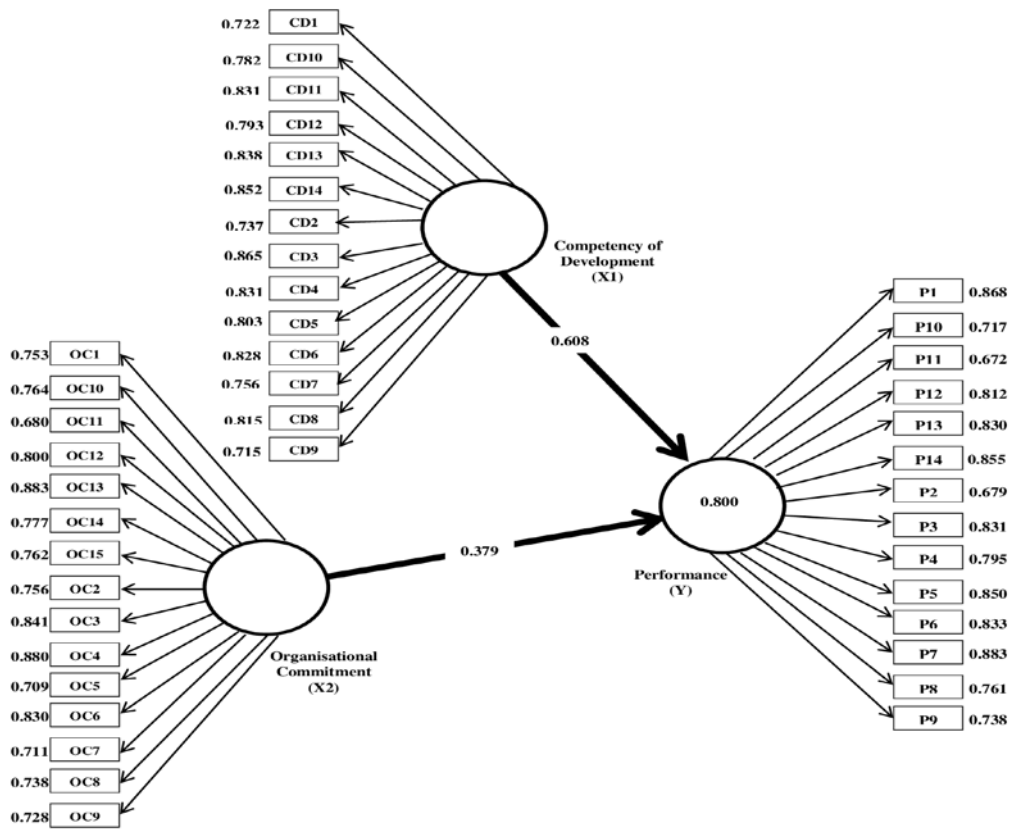 0.722 CD1
0.782 CD10
0.831 CD11
0.793 CD12
0.838 CD13
0.852 CD14
0.737 CD2
0.865 CD3
0.831 CD4
0.803 CD5
0.828 CD6
0.756 CD7
0.815 CD8
0.715 CD9
Competency of
Development
(X1)
0.608
0.753 OC1
0.764 OC10
0.680 OC11
0.800 OC12
0.883 OC13
0.777 OC14
0.762 OC15
0.756 OC2
0.841 OC3
0.880 OC4
0.709 OC5
0.830 OC6
0.711 OC7
0.738 OC8
0.728 OC9
Organisational
Commitment
(X2)
0.379
0.800
Performance
(Y)
P1 0.868
P10 0.717
P11 0.672
P12 0.812
P13 0.830
P14 0.855
P2 0.679
P3 0.831
P4 0.795
P5 0.850
P6 0.833
P7 0.883
P8 0.761
P9 0.738